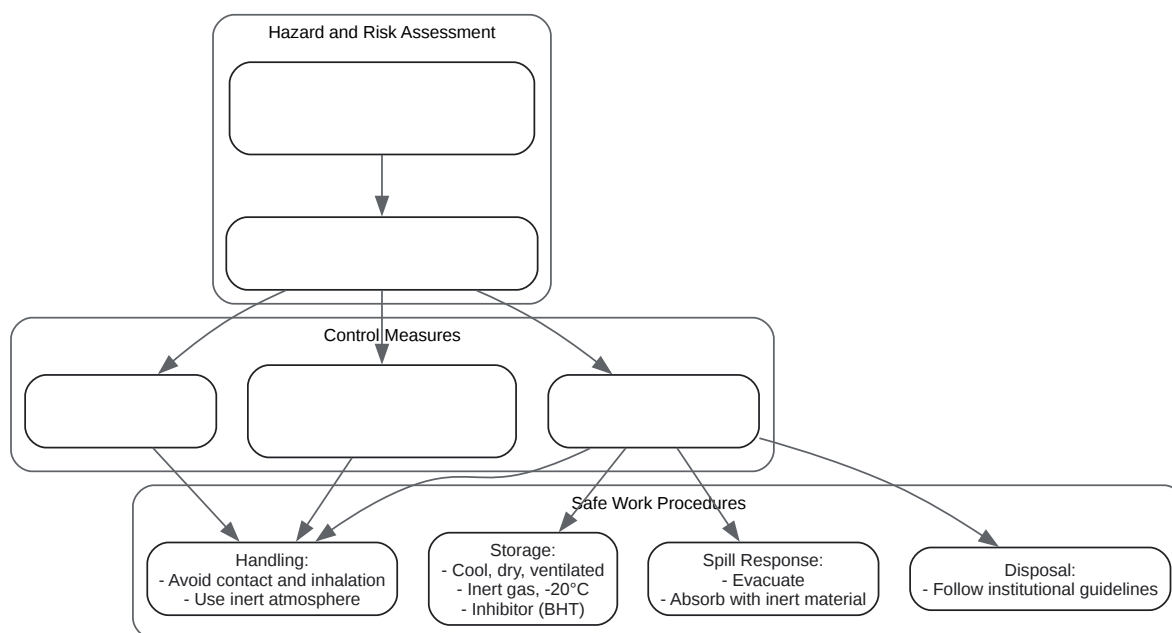 Hazard and Risk Assessment
Control Measures
Safe Work Procedures
Handling:
- Avoid contact and inhalation
- Use inert atmosphere
Storage:
- Cool, dry, ventilated
- Inert gas, -20°C
- Inhibitor (BHT)
Spill Response:
- Evacuate
- Absorb with inert material
Disposal:
- Follow institutional guidelines